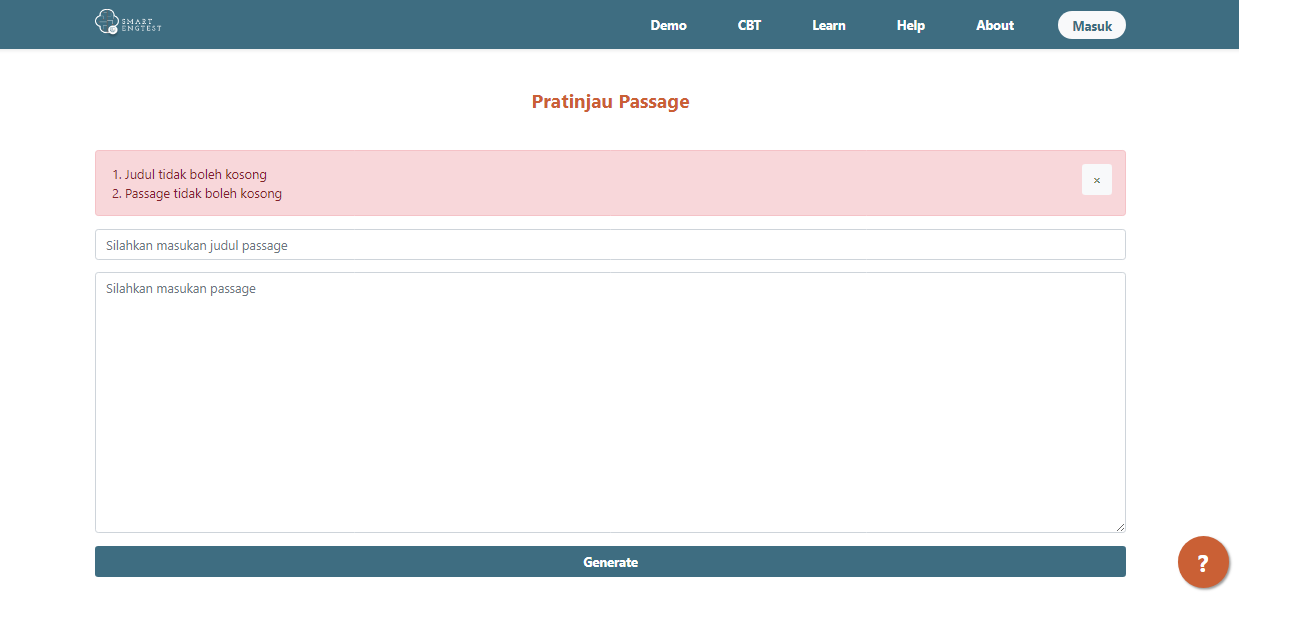 SMART
ENGTEST
Demo CBT Learn Help About Masuk
Pratinjau Passage
1. Judul tidak boleh kosong
2. Passage tidak boleh kosong
×
Silahkan masukan judul passage
Silahkan masukan passage
Generate
?